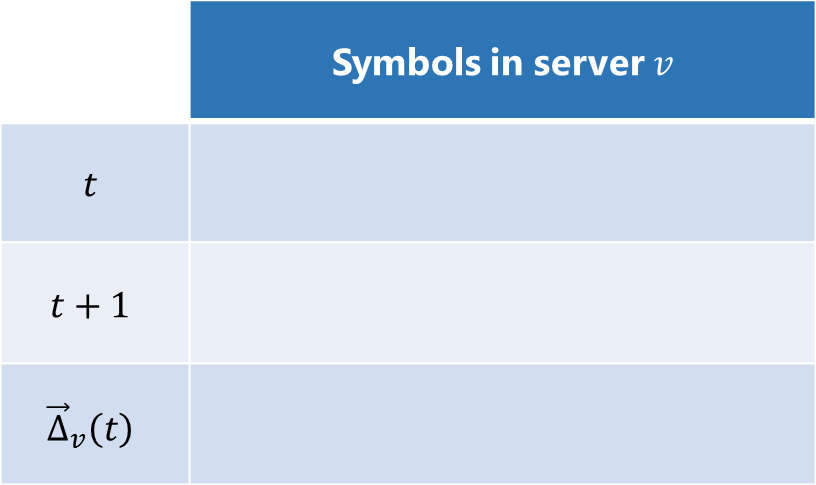 Symbols in server 𝑣
𝑡
𝑡 + 1
Δ⃗𝑣(𝑡)